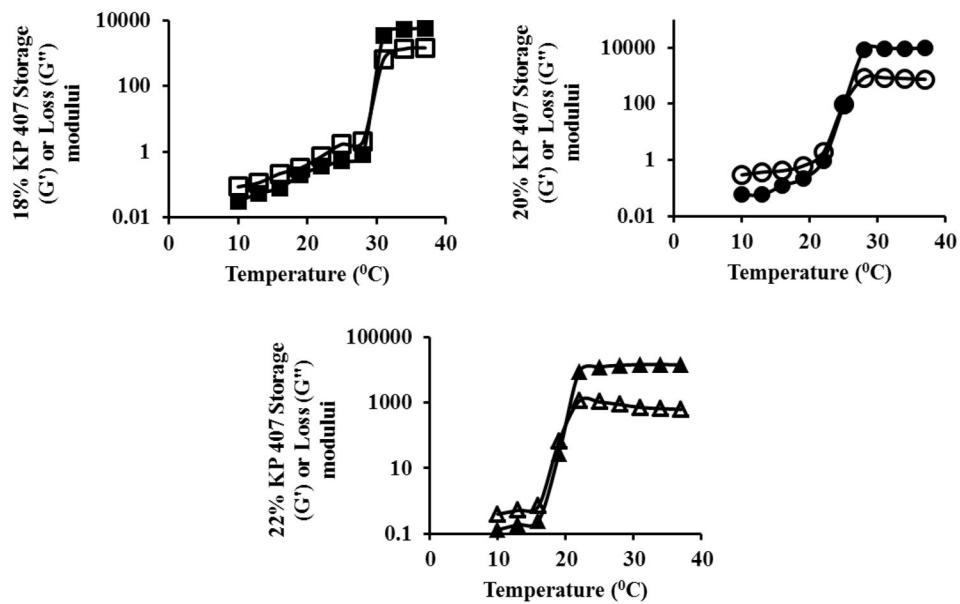 18% KP 407 Storage
(G') or Loss (G")
modului
10000
100
1
0.01
0
10
20
30
40
Temperature (⁰C)
20% KP 407 Storage
(G') or Loss (G")
modului
10000
100
1
0.01
0
10
20
30
40
Temperature (⁰C)
22% KP 407 Storage
(G') or Loss (G")
modului
100000
1000
10
0.1
0
10
20
30
40
Temperature (⁰C)